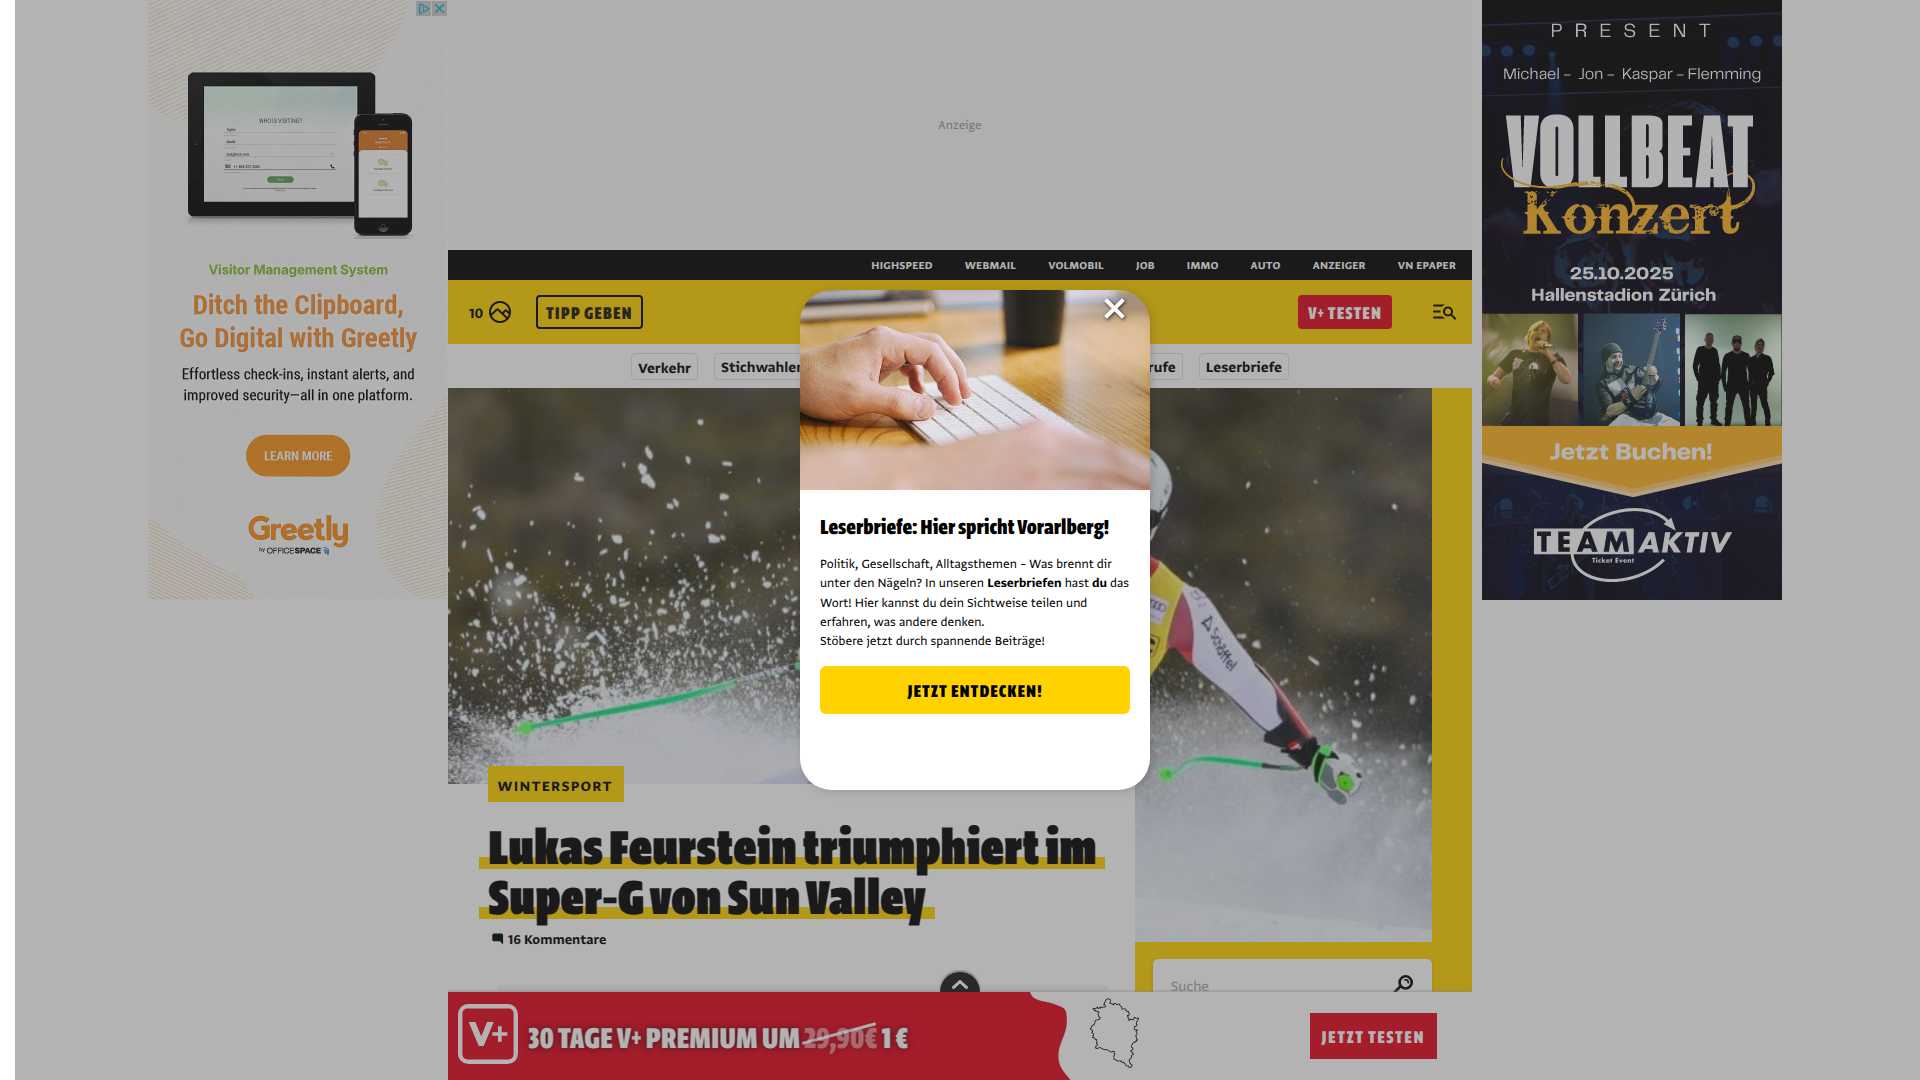 Anzeige
WHO IS VISITING?
Visitor Management System
Ditch the Clipboard,
Go Digital with Greetly
Effortless check-ins, instant alerts, and
improved security—all in one platform.
LEARN MORE
Greetly
by OFFICESPACE
HIGHSPEED WEBMAIL VOLMOBIL JOB IMMO AUTO ANZEIGER VN EPAPER
10 TIPP GEBEN V+ TESTEN
Verkehr Stichwahlen rufe Leserbriefe
Leserbriefe: Hier spricht Vorarlberg!
Politik, Gesellschaft, Alltagsthemen – Was brennt dir
unter den Nägeln? In unseren Leserbriefen hast du das
Wort! Hier kannst du dein Sichtweise teilen und
erfahren, was andere denken.
Stöbere jetzt durch spannende Beiträge!
JETZT ENTDECKEN!
Schöffel
WINTERSPORT
Lukas Feurstein triumphiert im
Super-G von Sun Valley
16 Kommentare
Suche
V+ 30 TAGE V+ PREMIUM UM 29,90€ 1 €
JETZT TESTEN
PRESENT
Michael – Jon – Kaspar – Flemming
VOLLBEAT
Konzert
25.10.2025
Hallenstadion Zürich
Jetzt Buchen!
TEAM AKTIV
Ticket Event